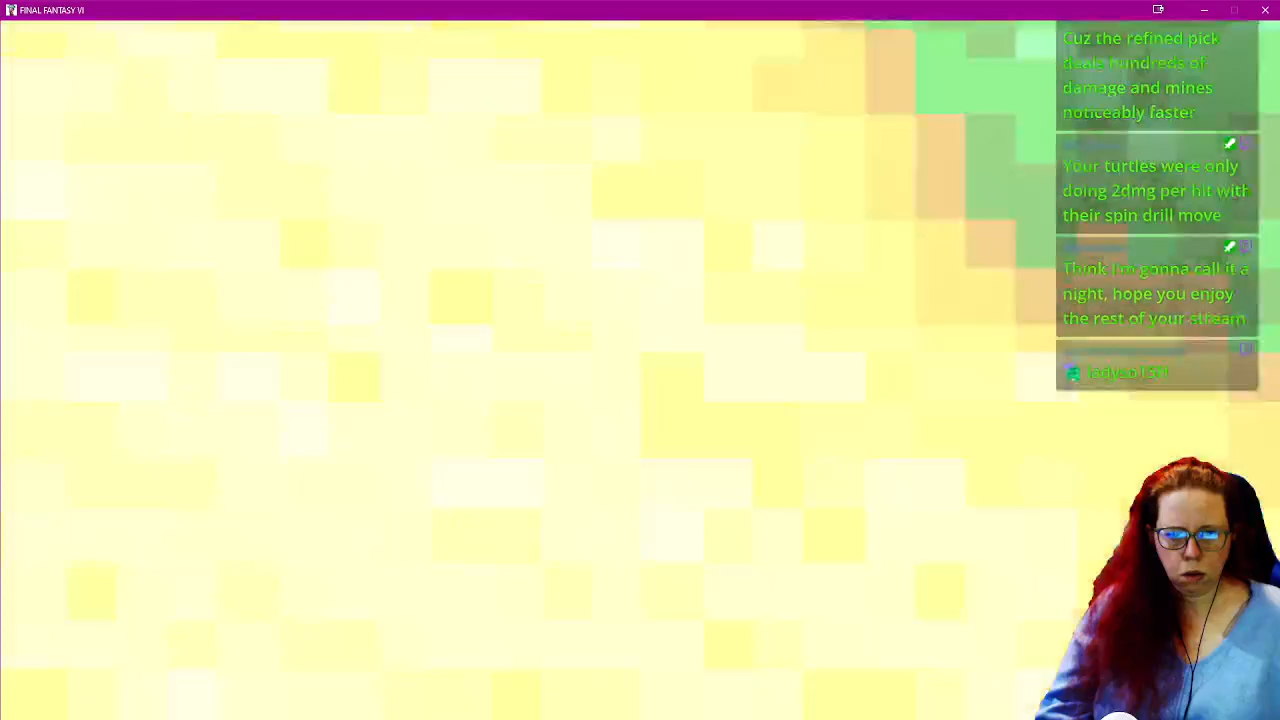 FINAL FANTASY VI
Cuz the refined pick
deals hundreds of
damage and mines
noticeably faster
Your turtles were only
doing 2dmg per hit with
their spin drill move
Think I'm gonna call it a
night, hope you enjoy
the rest of your stream